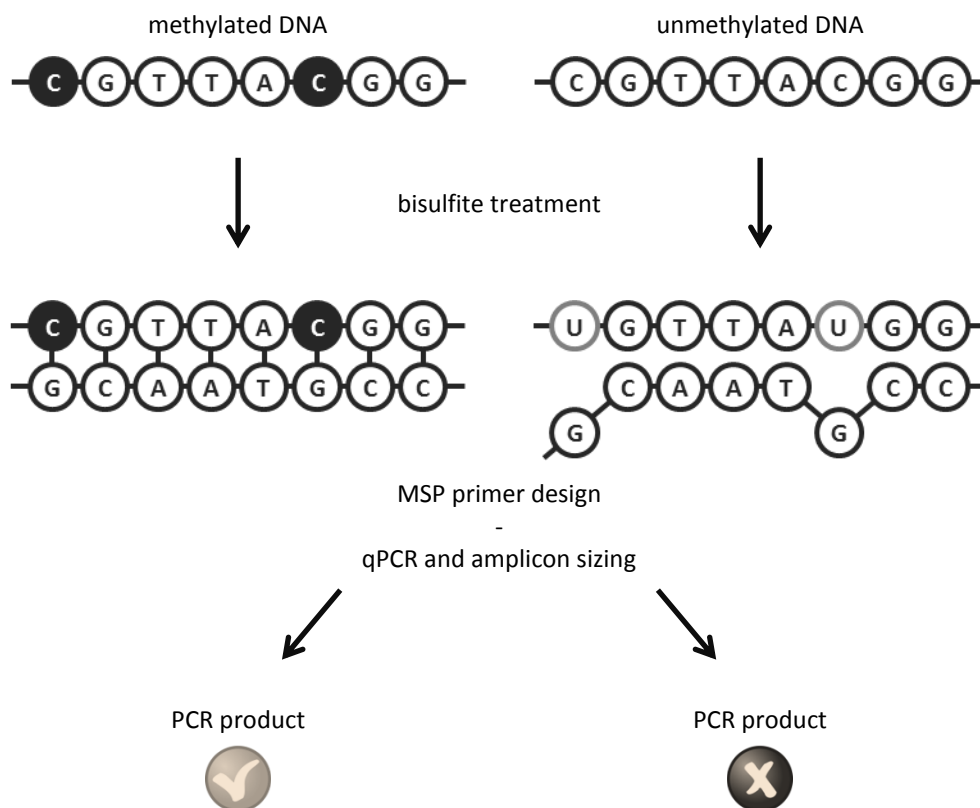 methylated DNA
unmethylated DNA
C G T T A C G G
C G T T A C G G
bisulfite treatment
C G T T A C G G
U G T T A U G G
G C A A T G C C
C A A T C C
G G
MSP primer design
-
qPCR and amplicon sizing
PCR product
PCR product